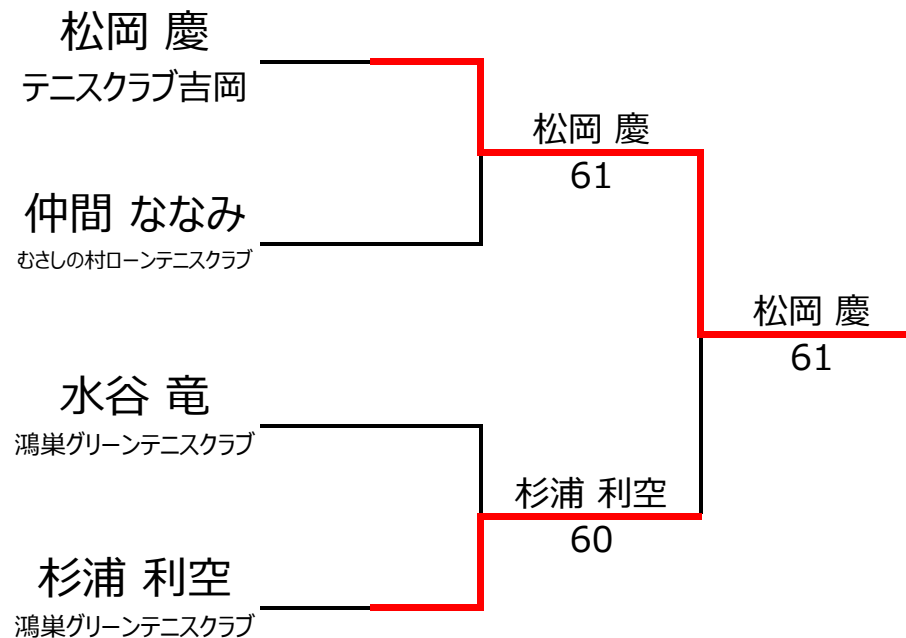 松岡 慶
テニスクラブ吉岡
松岡 慶
61
仲間 ななみ
むさしの村ローンテニスクラブ
松岡 慶
61
水谷 竜
鴻巣グリーンテニスクラブ
杉浦 利空
60
杉浦 利空
鴻巣グリーンテニスクラブ